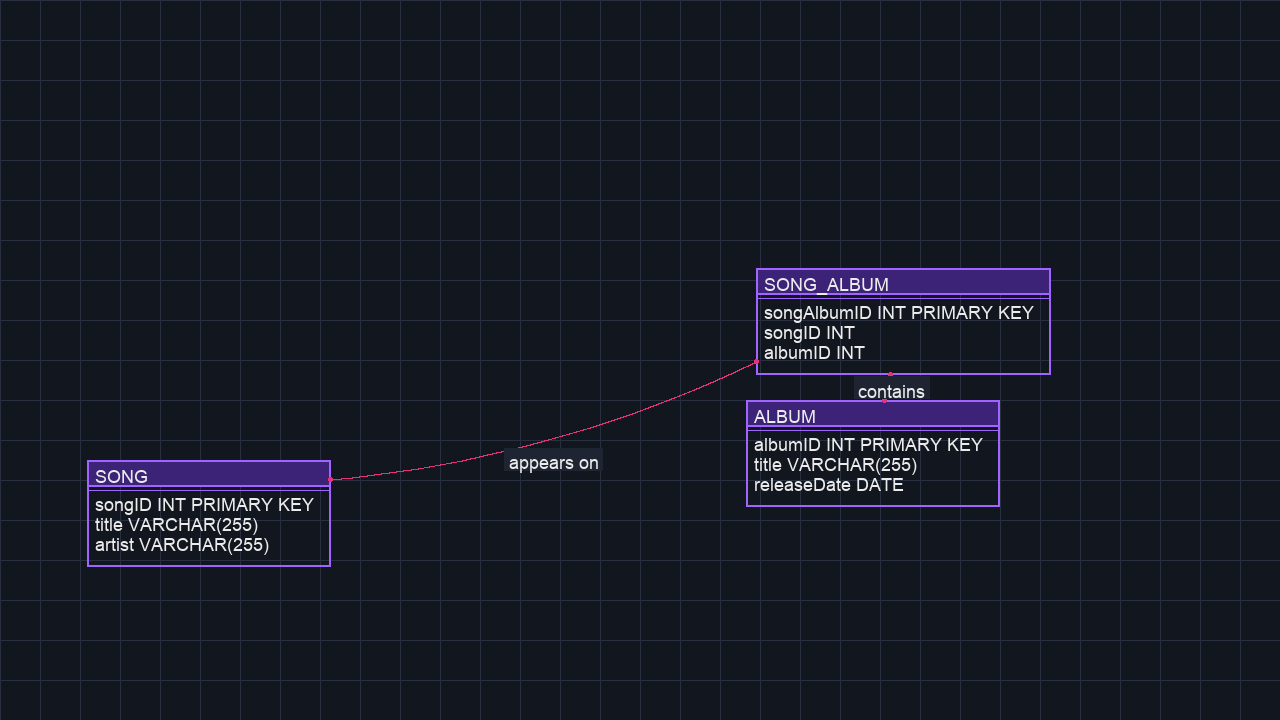 SONG_ALBUM
songAlbumID INT PRIMARY KEY
songID INT
albumID INT
contains
ALBUM
albumID INT PRIMARY KEY
title VARCHAR(255)
releaseDate DATE
appears on
SONG
songID INT PRIMARY KEY
title VARCHAR(255)
artist VARCHAR(255)